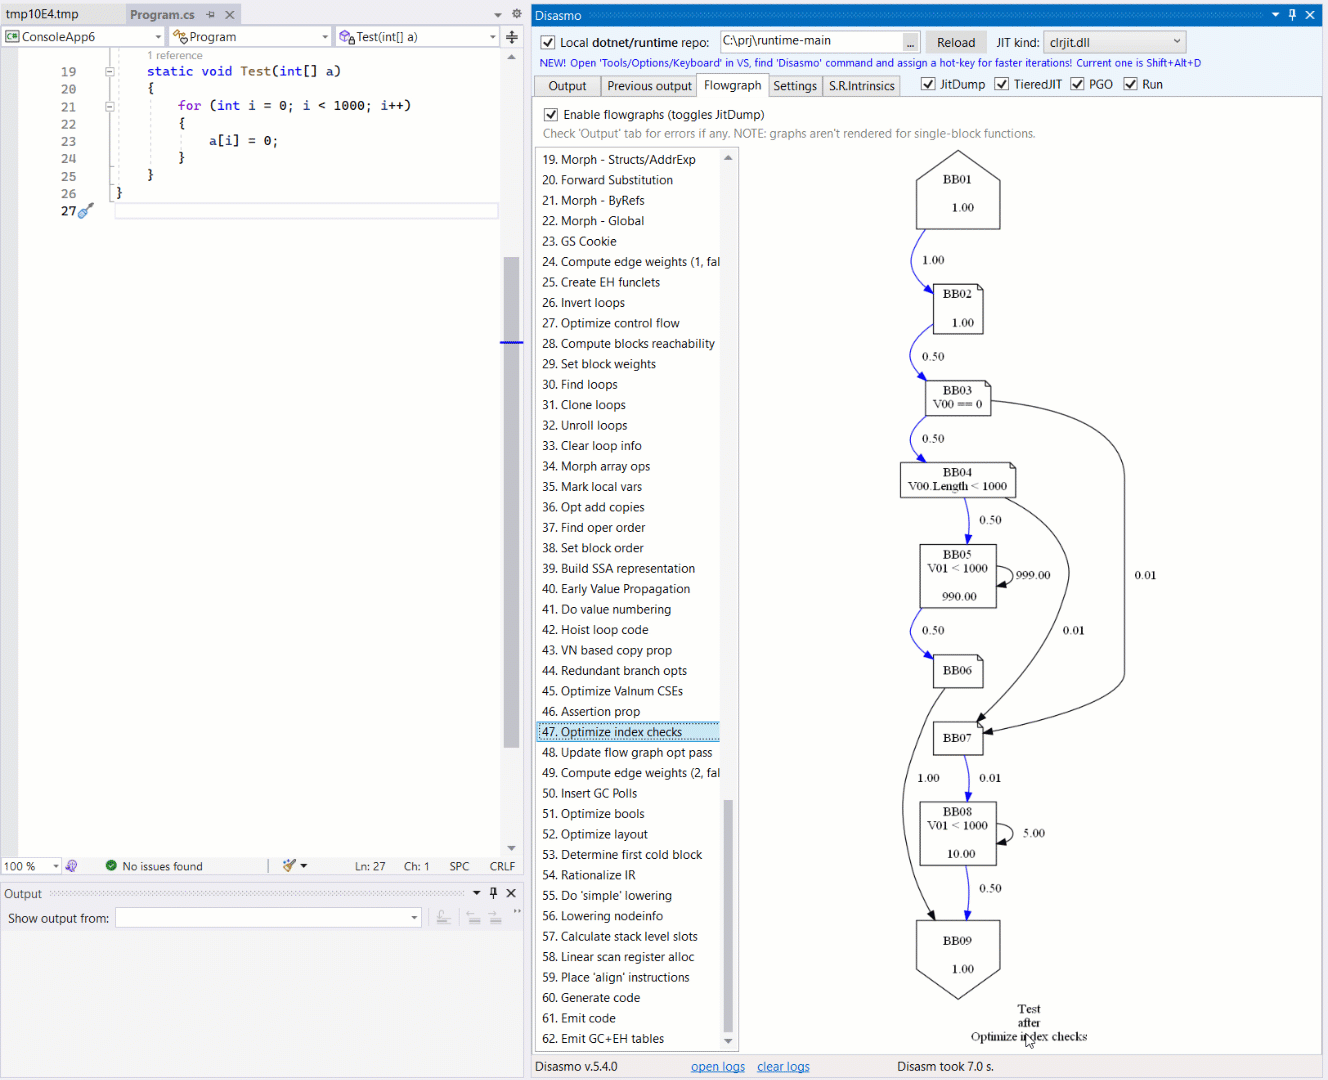 tmp10E4.tmp
Program.cs
ConsoleApp6
Program
Test(int[] a)
1 reference
19 static void Test(int[] a)
20 {
21 for (int i = 0; i < 1000; i++)
22 {
23 a[i] = 0;
24 }
25 }
26 }
27
100 %
No issues found
Ln: 27
Ch: 1
SPC
CRLF
Output
Show output from:
Disasmo
Local dotnet/runtime repo:
C:\prj\runtime-main
...
Reload
JIT kind:
clrjit.dll
NEW! Open 'Tools/Options/Keyboard' in VS, find 'Disasmo' command and assign a hot-key for faster iterations! Current one is Shift+Alt+D
Output
Previous output
Flowgraph
Settings
S.R.Intrinsics
JitDump
TieredJIT
PGO
Run
Enable flowgraphs (toggles JitDump)
Check 'Output' tab for errors if any. NOTE: graphs aren't rendered for single-block functions.
19. Morph - Structs/AddrExp
20. Forward Substitution
21. Morph - ByRefs
22. Morph - Global
23. GS Cookie
24. Compute edge weights (1, fal
25. Create EH funclets
26. Invert loops
27. Optimize control flow
28. Compute blocks reachability
29. Set block weights
30. Find loops
31. Clone loops
32. Unroll loops
33. Clear loop info
34. Morph array ops
35. Mark local vars
36. Opt add copies
37. Find oper order
38. Set block order
39. Build SSA representation
40. Early Value Propagation
41. Do value numbering
42. Hoist loop code
43. VN based copy prop
44. Redundant branch opts
45. Optimize Valnum CSEs
46. Assertion prop
47. Optimize index checks
48. Update flow graph opt pass
49. Compute edge weights (2, fal
50. Insert GC Polls
51. Optimize bools
52. Optimize layout
53. Determine first cold block
54. Rationalize IR
55. Do 'simple' lowering
56. Lowering nodeinfo
57. Calculate stack level slots
58. Linear scan register alloc
59. Place 'align' instructions
60. Generate code
61. Emit code
62. Emit GC+EH tables
BB01
1.00
1.00
BB02
1.00
0.50
BB03
V00 == 0
0.50
BB04
V00.Length < 1000
0.50
BB05
V01 < 1000
999.00
0.01
990.00
0.50
0.01
BB06
BB07
1.00
0.01
BB08
V01 < 1000
5.00
10.00
0.50
BB09
1.00
Test
after
Optimize index checks
Disasmo v.5.4.0
open logs
clear logs
Disasm took 7.0 s.